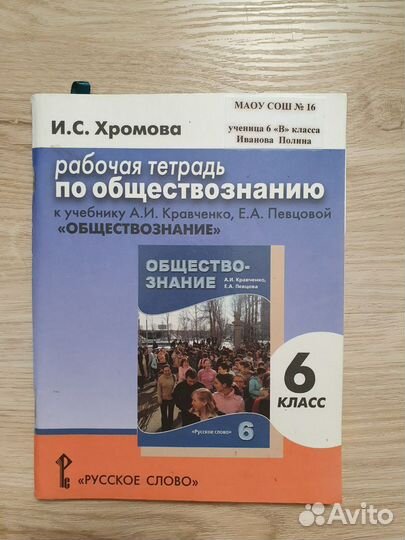 И.С. Хромова
МАОУ СОШ № 16
ученица 6 «В» класса
Иванова Полина
рабочая тетрадь
по обществознанию
к учебнику А.И. Кравченко, Е.А. Певцовой
«ОБЩЕСТВОЗНАНИЕ»
ОБЩЕСТВО-
ЗНАНИЕ
А.И. Кравченко,
Е.А. Певцова
«Русское слово»
6
6
КЛАСС
Рс
«РУССКОЕ СЛОВО»
Avito